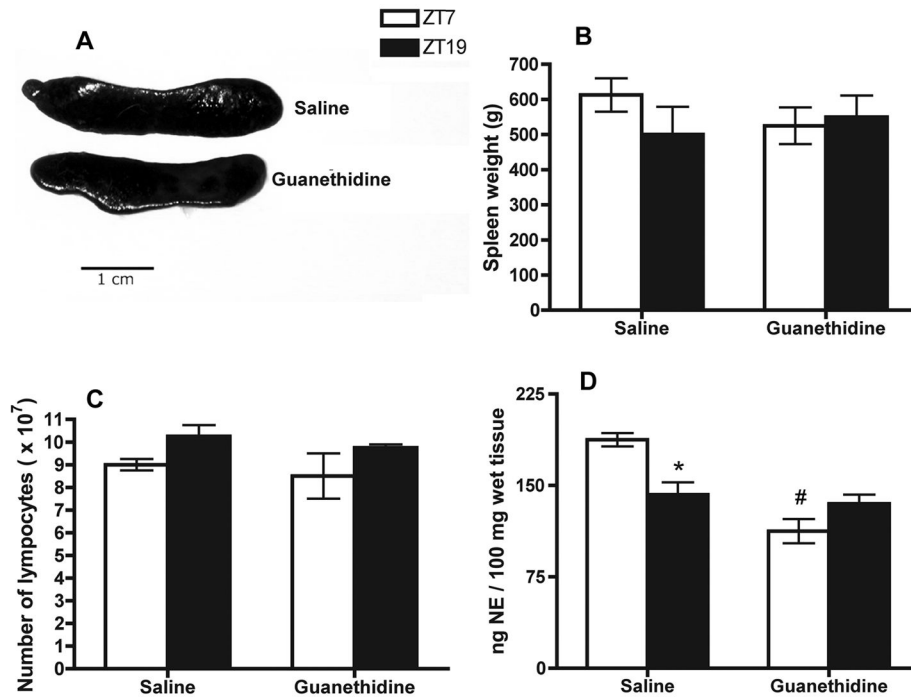 A
Saline
Guanethidine
1 cm
ZT7
ZT19
B
Spleen weight (g)
700
600
500
400
300
200
100
0
Saline
Guanethidine
C
Number of lympocytes ( x 10⁷)
11
10
9
8
7
6
5
4
3
2
1
0
Saline
Guanethidine
D
ng NE / 100 mg wet tissue
225
150
75
0
*
#
Saline
Guanethidine